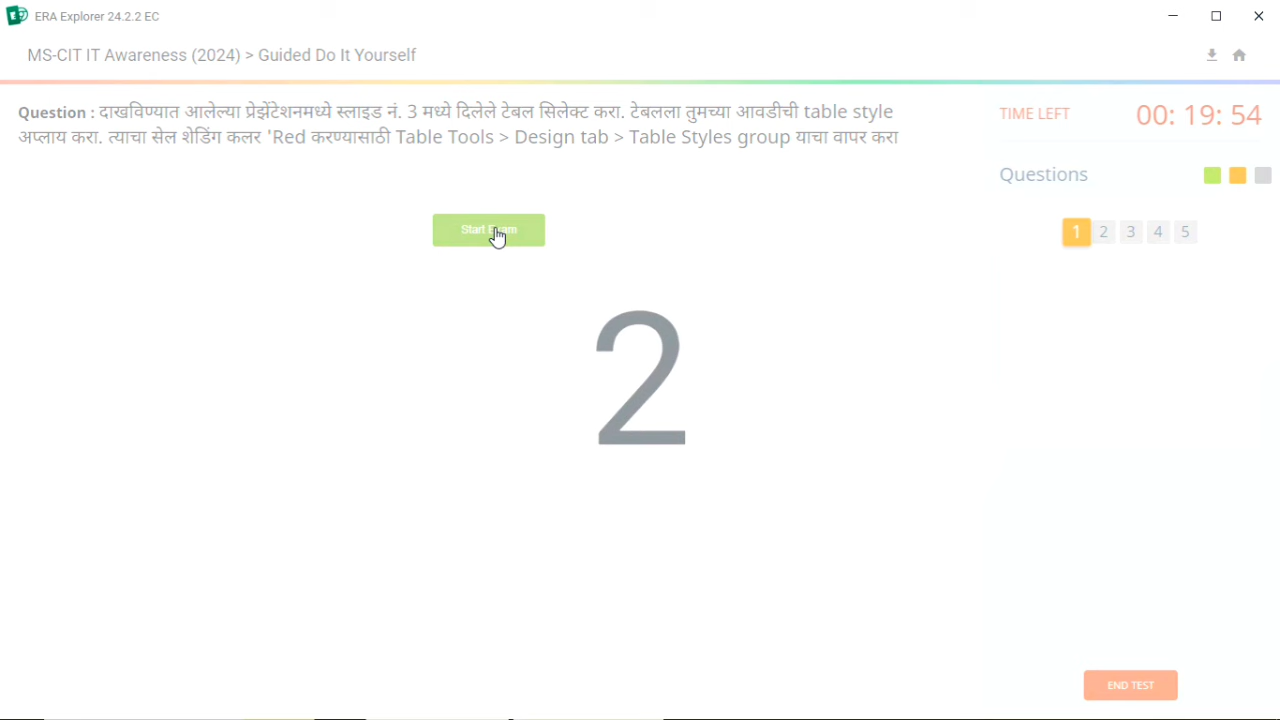 ERA Explorer 24.2.2 EC
MS-CIT IT Awareness (2024) > Guided Do It Yourself
Question : दाखविण्यात आलेल्या प्रेझेंटेशनमध्ये स्लाइड नं. 3 मध्ये दिलेले टेबल सिलेक्ट करा. टेबलला तुमच्या आवडीची table style
अप्लाय करा. त्याचा सेल शेडिंग कलर 'Red करण्यासाठी Table Tools > Design tab > Table Styles group याचा वापर करा
TIME LEFT 00: 19: 54
Questions
Start Exam
1 2 3 4 5
2
END TEST